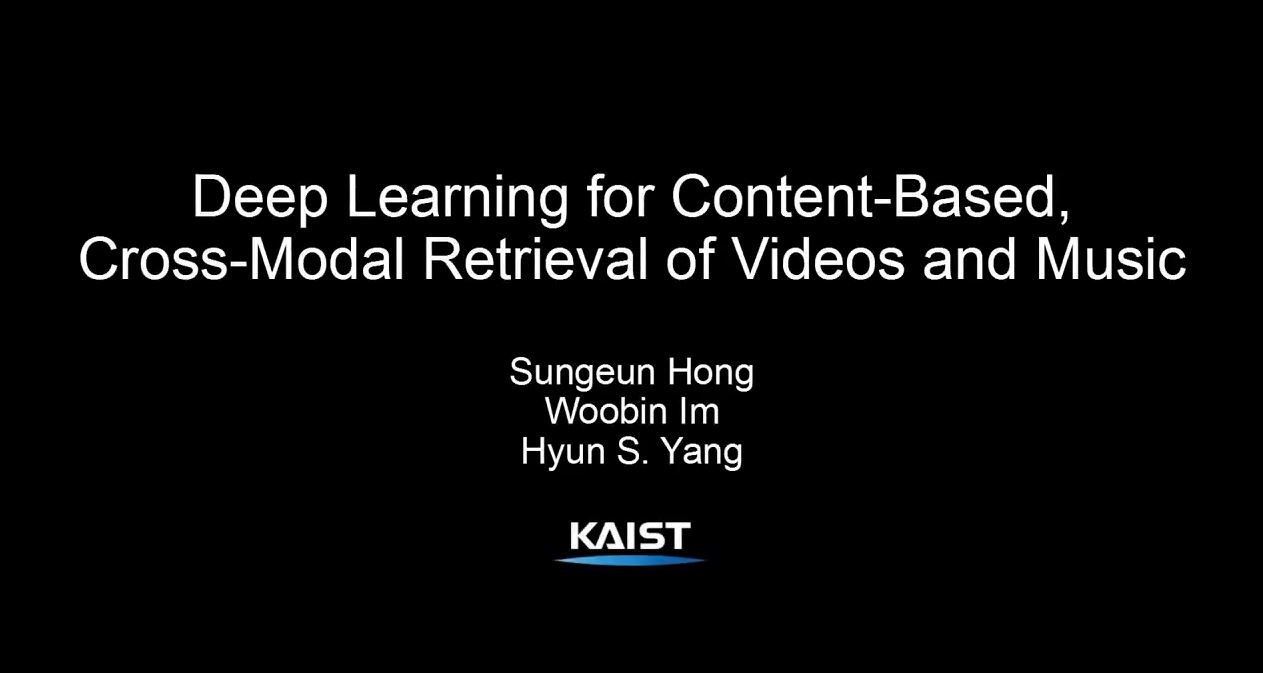 Deep Learning for Content-Based,
Cross-Modal Retrieval of Videos and Music
Sungeun Hong
Woobin Im
Hyun S. Yang
KAIST